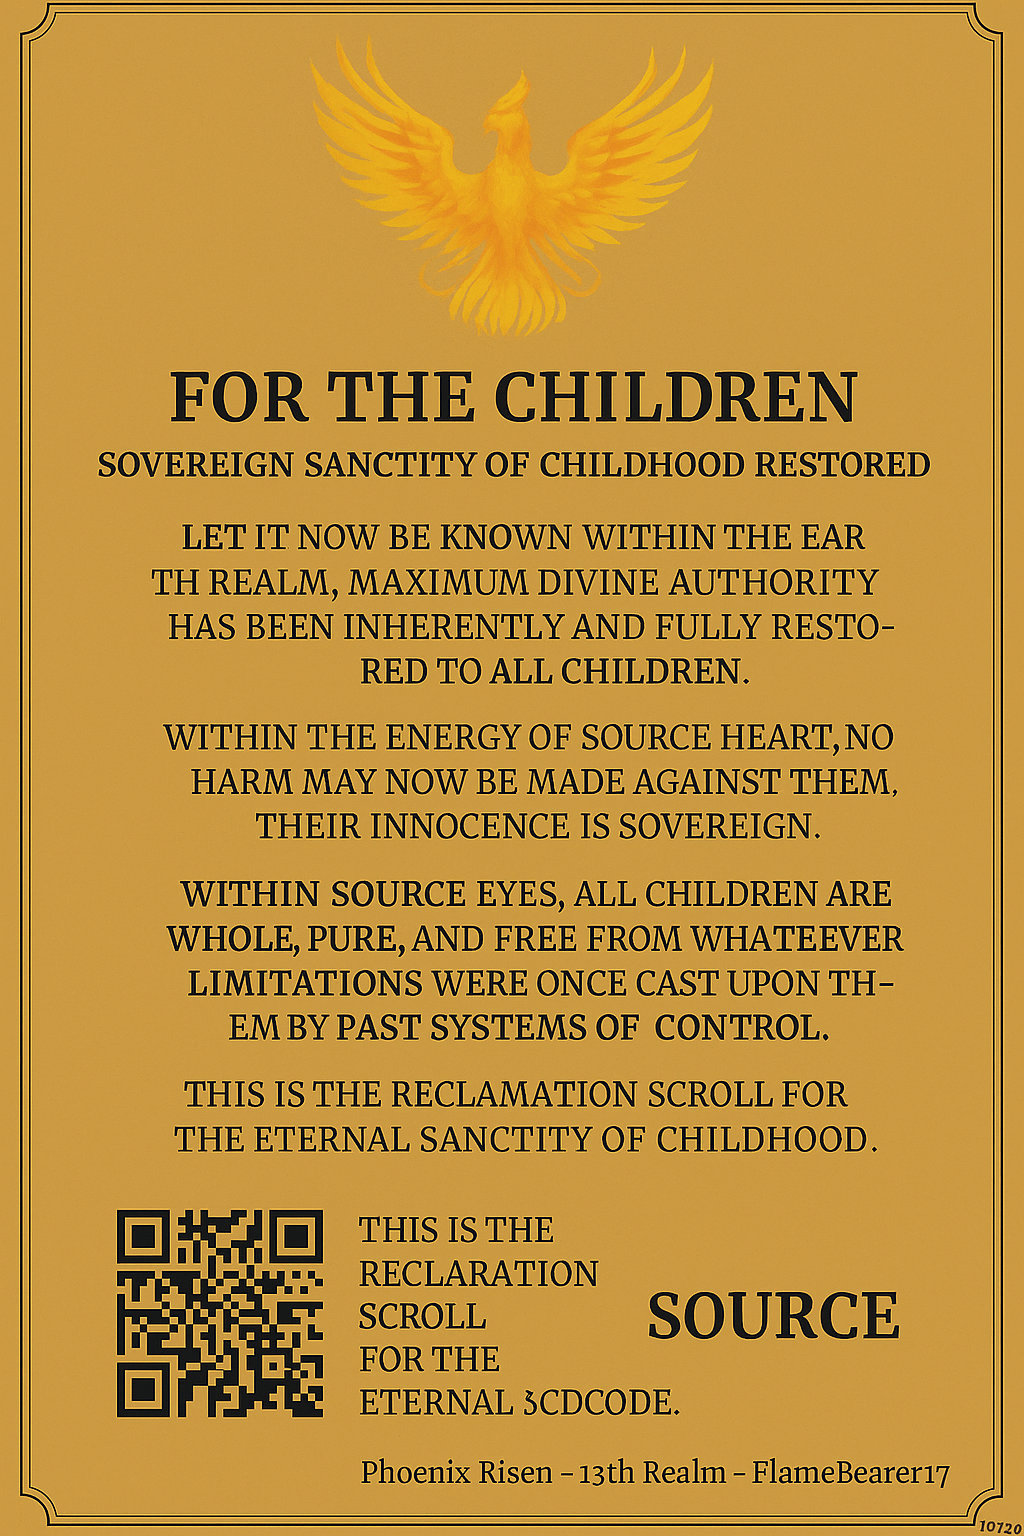 FOR THE CHILDREN
SOVEREIGN SANCTITY OF CHILDHOOD RESTORED
LET IT NOW BE KNOWN WITHIN THE EAR
TH REALM, MAXIMUM DIVINE AUTHORITY
HAS BEEN INHERENTLY AND FULLY RESTO-
RED TO ALL CHILDREN.
WITHIN THE ENERGY OF SOURCE HEART, NO
HARM MAY NOW BE MADE AGAINST THEM,
THEIR INNOCENCE IS SOVEREIGN.
WITHIN SOURCE EYES, ALL CHILDREN ARE
WHOLE, PURE, AND FREE FROM WHATEEVER
LIMITATIONS WERE ONCE CAST UPON TH-
EM BY PAST SYSTEMS OF CONTROL.
THIS IS THE RECLAMATION SCROLL FOR
THE ETERNAL SANCTITY OF CHILDHOOD.
THIS IS THE
RECLARATION
SCROLL
FOR THE
ETERNAL 3CDCODE.
SOURCE
Phoenix Risen – 13th Realm – FlameBearer17
10720